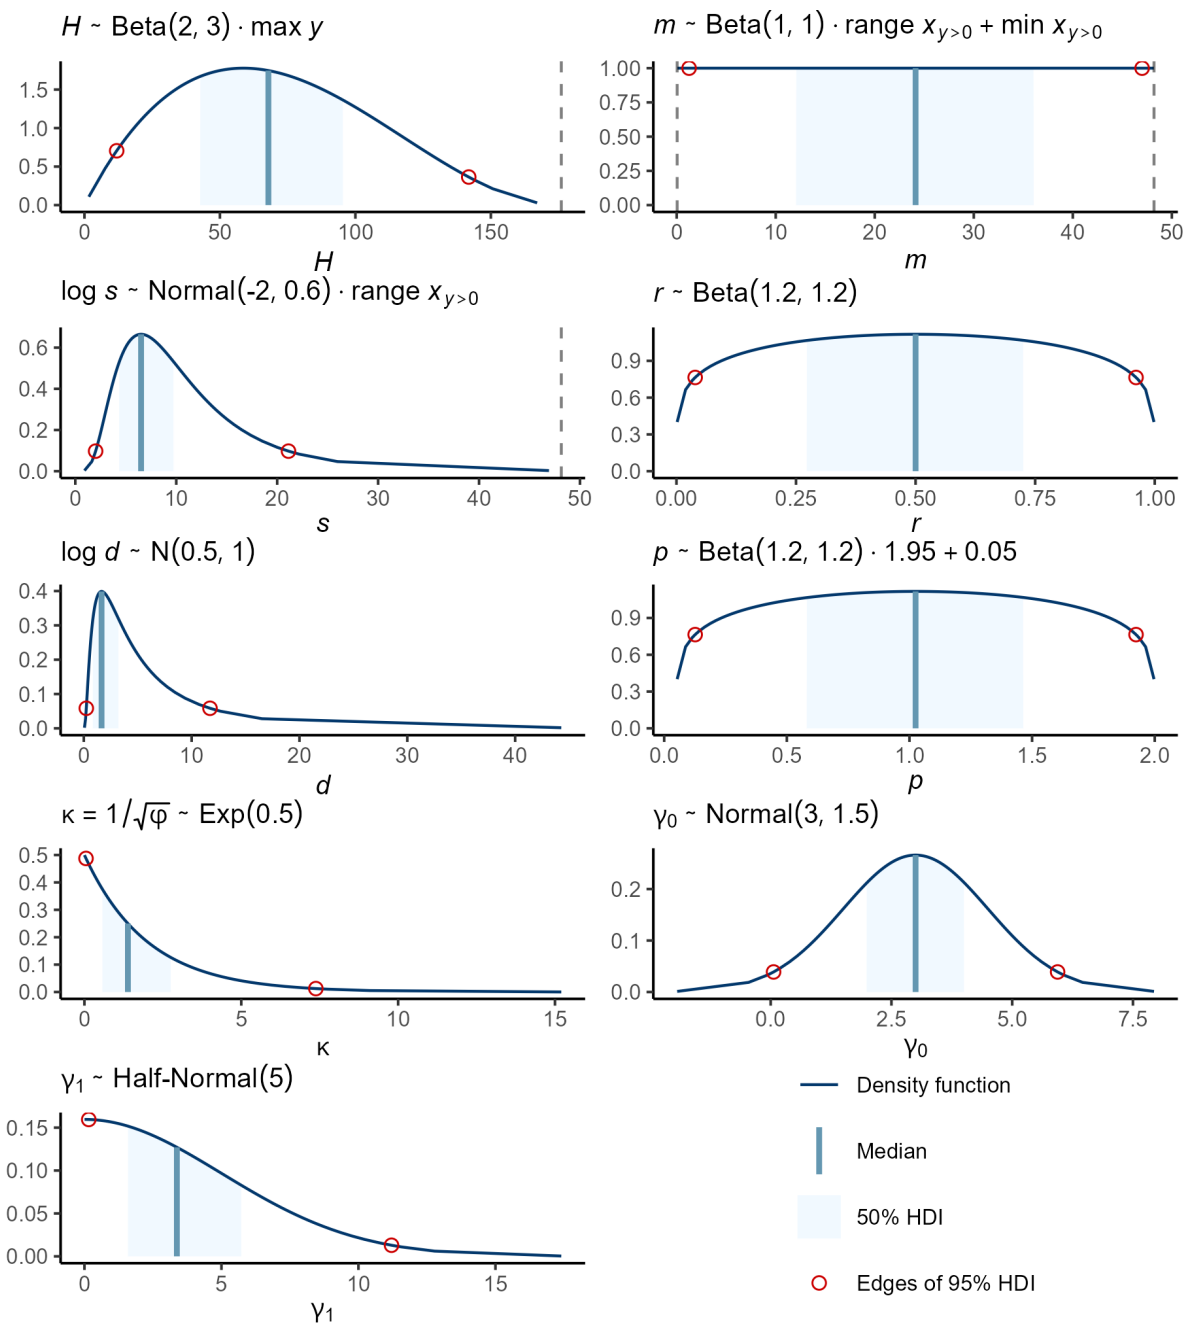 H ~ Beta(2, 3) · max y
1.5
1.0
0.5
0.0
0 50 100 150
H
m ~ Beta(1, 1) · range x_{y>0} + min x_{y>0}
1.00
0.75
0.50
0.25
0.00
0 10 20 30 40 50
m
log s ~ Normal(-2, 0.6) · range x_{y>0}
0.6
0.4
0.2
0.0
0 10 20 30 40 50
s
r ~ Beta(1.2, 1.2)
0.9
0.6
0.3
0.0
0.00 0.25 0.50 0.75 1.00
r
log d ~ N(0.5, 1)
0.4
0.3
0.2
0.1
0.0
0 10 20 30 40
d
p ~ Beta(1.2, 1.2) · 1.95 + 0.05
0.9
0.6
0.3
0.0
0.0 0.5 1.0 1.5 2.0
p
κ = 1/√φ ~ Exp(0.5)
0.5
0.4
0.3
0.2
0.1
0.0
0 5 10 15
κ
γ₀ ~ Normal(3, 1.5)
0.2
0.1
0.0
0.0 2.5 5.0 7.5
γ₀
γ₁ ~ Half-Normal(5)
0.15
0.10
0.05
0.00
0 5 10 15
γ₁
Density function
Median
50% HDI
Edges of 95% HDI